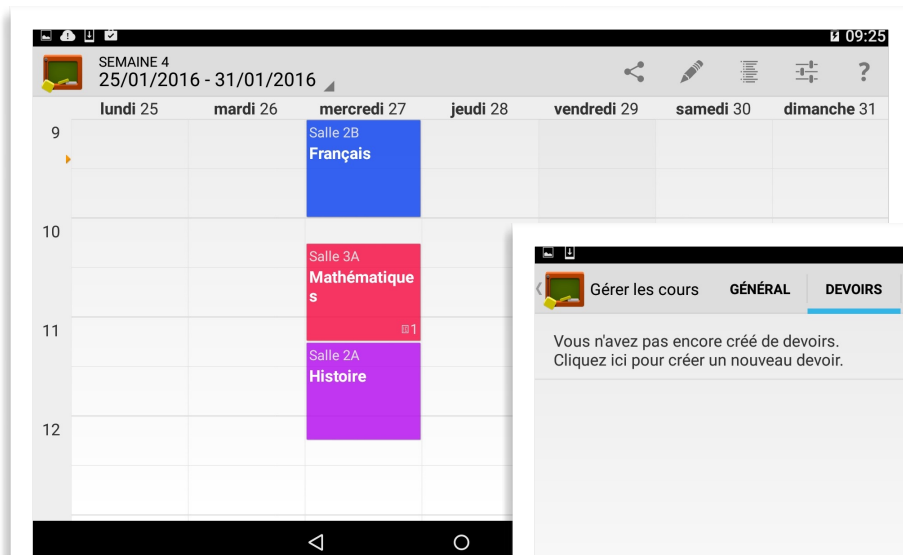 09:25
SEMAINE 4
25/01/2016 - 31/01/2016
?
lundi 25 mardi 26 mercredi 27 jeudi 28 vendredi 29 samedi 30 dimanche 31
9
Salle 2B
Français
10
Salle 3A
Mathématique
s
1
11
Salle 2A
Histoire
12
Gérer les cours GÉNÉRAL DEVOIRS
Vous n'avez pas encore créé de devoirs.
Cliquez ici pour créer un nouveau devoir.